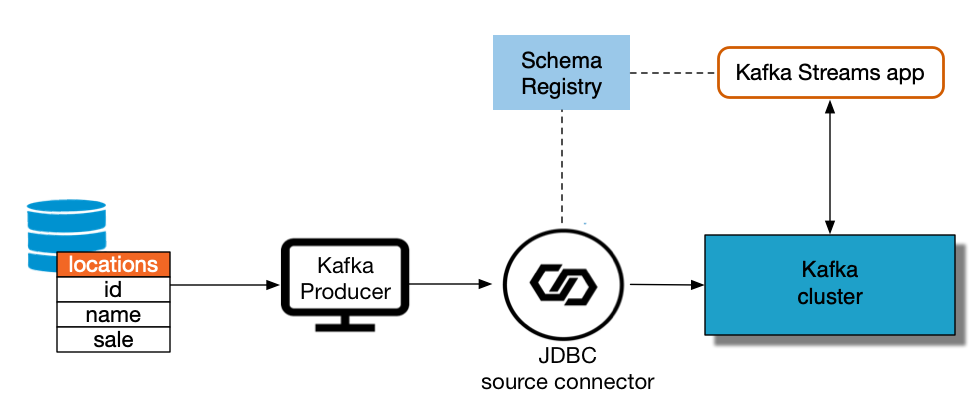 Schema
Registry
Kafka Streams app
locations
id
name
sale
Kafka
Producer
JDBC
source connector
Kafka
cluster